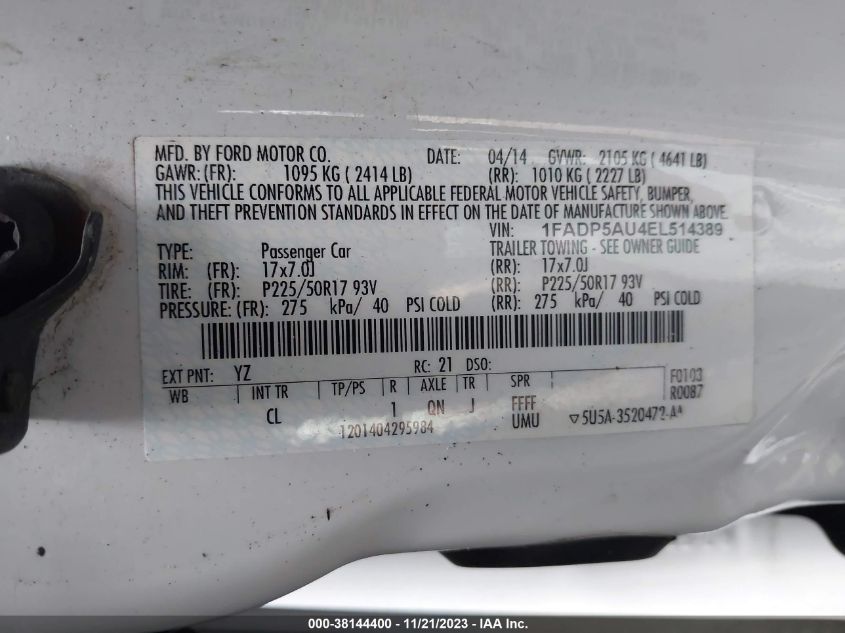 MFD. BY FORD MOTOR CO. DATE: 04/14 GVWR: 2105 KG ( 4641 LB)
GAWR: (FR): 1095 KG ( 2414 LB) (RR): 1010 KG ( 2227 LB)
THIS VEHICLE CONFORMS TO ALL APPLICABLE FEDERAL MOTOR VEHICLE SAFETY, BUMPER,
AND THEFT PREVENTION STANDARDS IN EFFECT ON THE DATE OF MANUFACTURE SHOWN ABOVE.
VIN: 1FADP5AU4EL514389
TYPE: Passenger Car TRAILER TOWING - SEE OWNER GUIDE
RIM: (FR): 17x7.0J (RR): 17x7.0J
TIRE: (FR): P225/50R17 93V (RR): P225/50R17 93V
PRESSURE: (FR): 275 kPa/ 40 PSI COLD (RR): 275 kPa/ 40 PSI COLD
EXT PNT: YZ RC: 21 DSO: F0103
WB INT TR TP/PS R AXLE TR SPR R0087
CL 1 QN J FFFF
1201404295984 UMU ▽5U5A-3520472-AA
000-38144400 - 11/21/2023 - IAA Inc.